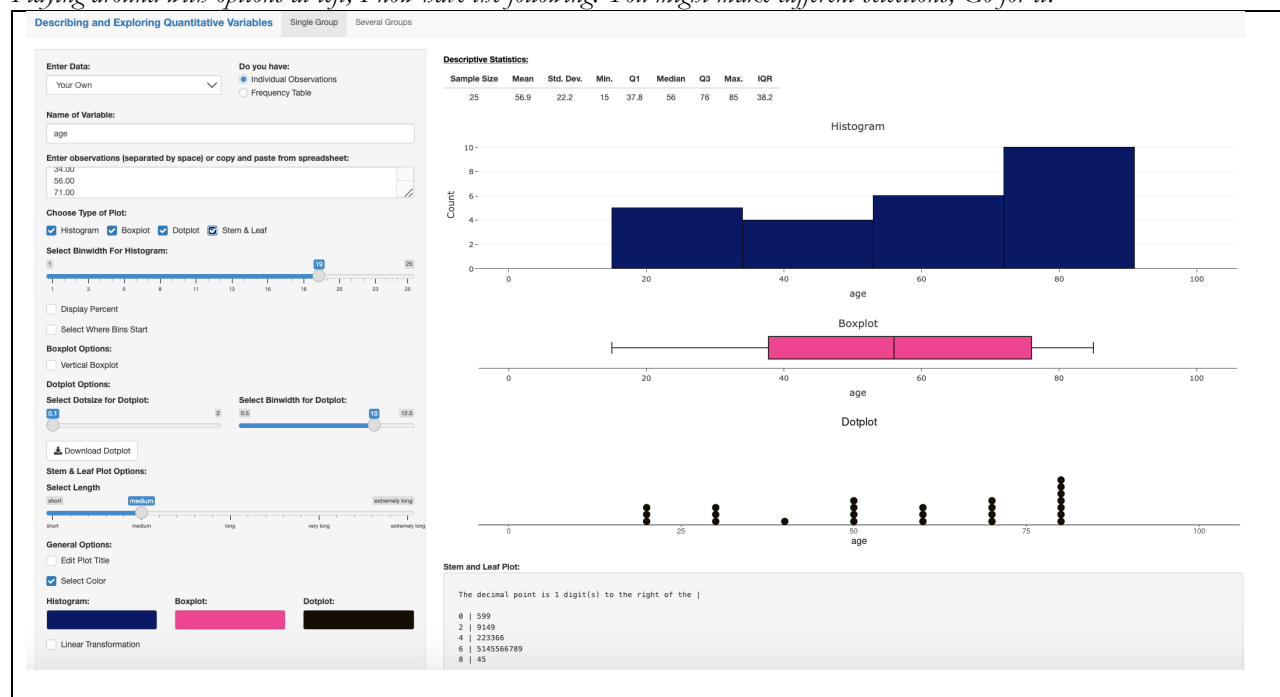 Playing around with options at left, I now have the following. You might make different selections, Go for it!
Describing and Exploring Quantitative Variables Single Group Several Groups
Enter Data:
Your Own
Do you have:
Individual Observations
Frequency Table
Name of Variable:
age
Enter observations (separated by space) or copy and paste from spreadsheet:
34.00
56.00
71.00
Choose Type of Plot:
Histogram Boxplot Dotplot Stem & Leaf
Select Binwidth For Histogram:
1 19 25
1 3 6 8 11 13 16 18 20 23 25
Display Percent
Select Where Bins Start
Boxplot Options:
Vertical Boxplot
Dotplot Options:
Select Dotsize for Dotplot:
0.1 2
Select Binwidth for Dotplot:
0.5 10 12.5
Download Dotplot
Stem & Leaf Plot Options:
Select Length
short medium extremely long
short medium long very long extremely long
General Options:
Edit Plot Title
Select Color
Histogram: Boxplot: Dotplot:
Linear Transformation
Descriptive Statistics:
Sample Size Mean Std. Dev. Min. Q1 Median Q3 Max. IQR
25 56.9 22.2 15 37.8 56 76 85 38.2
Histogram
Count
10
8
6
4
2
0
0 20 40 60 80 100
age
Boxplot
0 20 40 60 80 100
age
Dotplot
0 25 50 75 100
age
Stem and Leaf Plot:
The decimal point is 1 digit(s) to the right of the |
0 | 599
2 | 9149
4 | 223366
6 | 5145566789
8 | 45